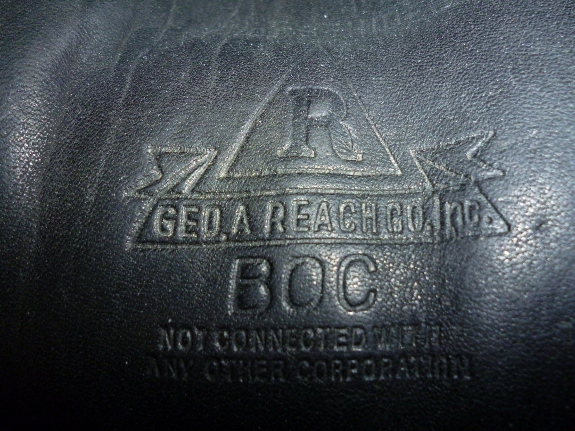 R
GEO. A REACH CO. INC.
BOC
NOT CONNECTED WITH
ANY OTHER CORPORATION